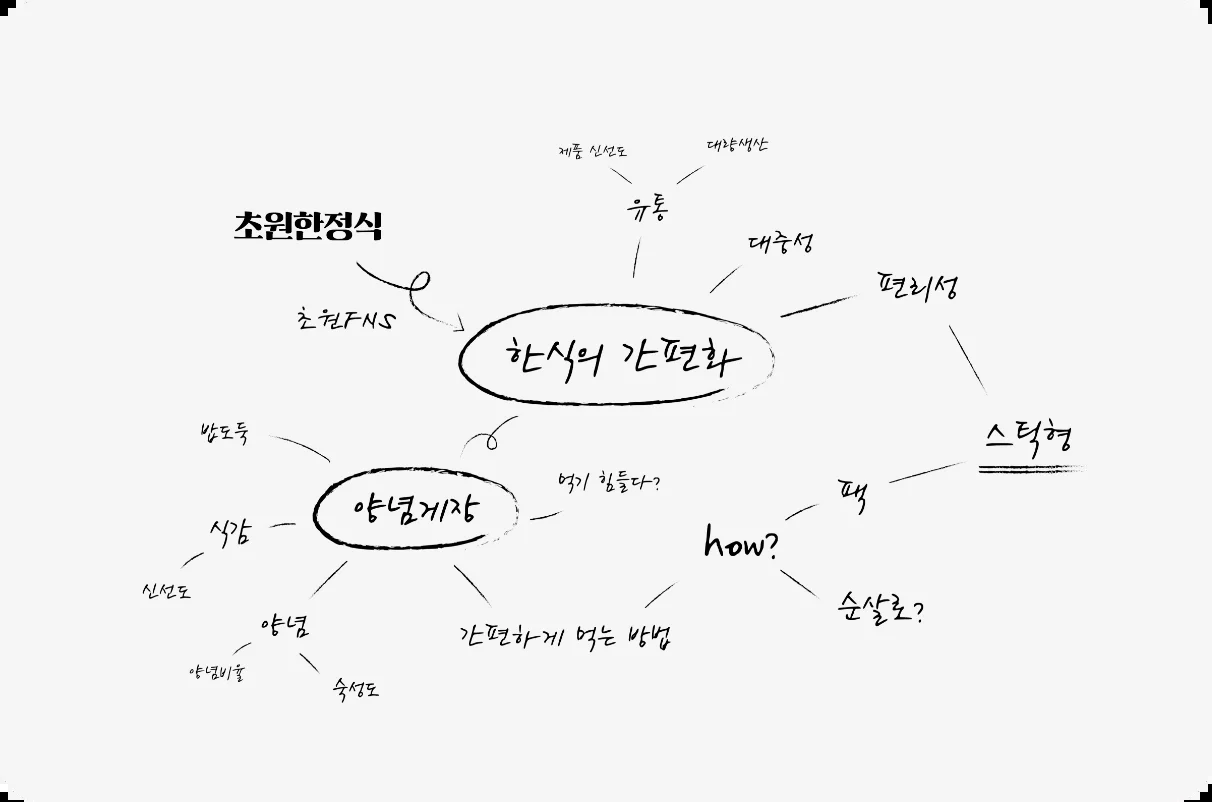 제품 신선도
대량생산
유통
초원한정식
대중성
편리성
초원FNS
한식의 간편화
밥도둑
스틱형
먹기 힘들다?
팩
양념게장
식감
how?
신선도
순살로?
양념
간편하게 먹는 방법
양념비율
숙성도